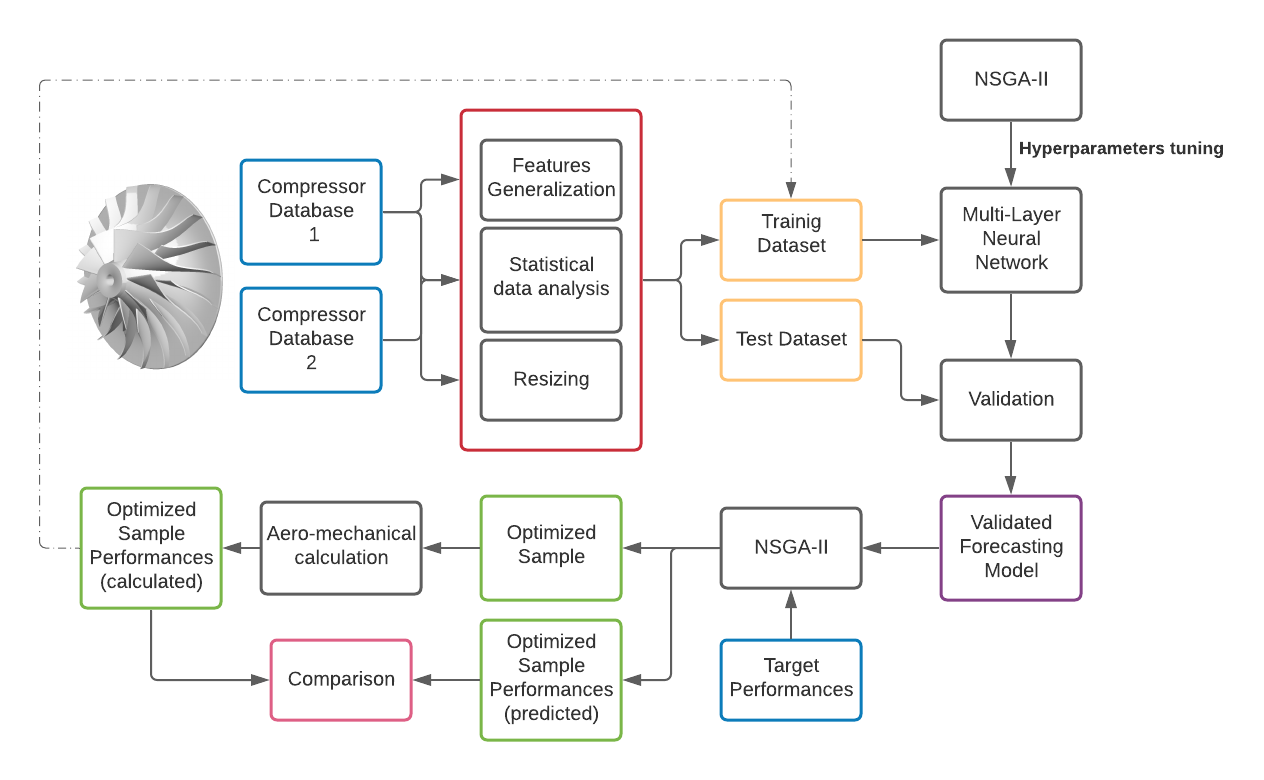 NSGA-II
Hyperparameters tuning
Compressor
Database
1
Compressor
Database
2
Features
Generalization
Statistical
data analysis
Resizing
Trainig
Dataset
Test Dataset
Multi-Layer
Neural
Network
Validation
Validated
Forecasting
Model
NSGA-II
Target
Performances
Optimized
Sample
Optimized
Sample
Performances
(predicted)
Aero-mechanical
calculation
Optimized
Sample
Performances
(calculated)
Comparison